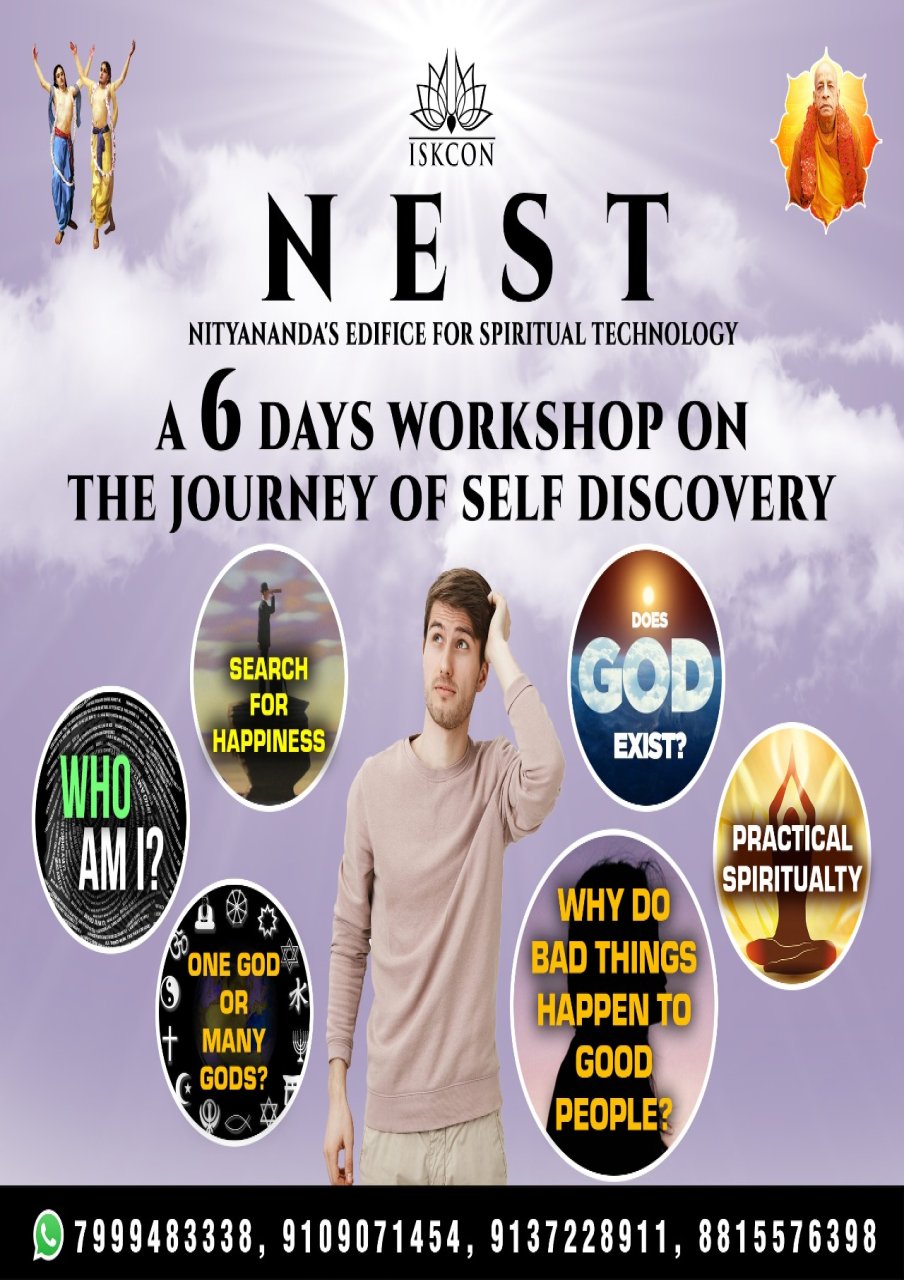 ISKCON
NEST
NITYANANDA'S EDIFICE FOR SPIRITUAL TECHNOLOGY
A 6 DAYS WORKSHOP ON
THE JOURNEY OF SELF DISCOVERY
SEARCH
FOR
HAPPINESS
DOES
GOD
EXIST?
WHO
AM I?
PRACTICAL
SPIRITUALTY
ONE GOD
OR
MANY
GODS?
WHY DO
BAD THINGS
HAPPEN TO
GOOD
PEOPLE?
7999483338, 9109071454, 9137228911, 8815576398